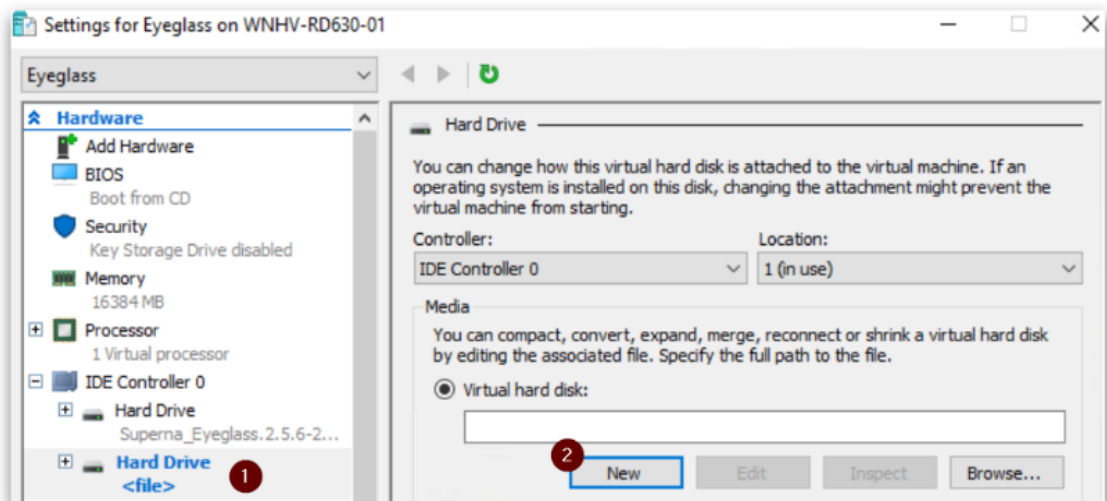 Settings for Eyeglass on WNHV-RD630-01
Eyeglass
Hardware
Add Hardware
BIOS
Boot from CD
Security
Key Storage Drive disabled
Memory
16384 MB
Processor
1 Virtual processor
IDE Controller 0
Hard Drive
Superna_Eyeglass.2.5.6-2...
Hard Drive
<file>
1
Hard Drive
You can change how this virtual hard disk is attached to the virtual machine. If an
operating system is installed on this disk, changing the attachment might prevent the
virtual machine from starting.
Controller:
Location:
IDE Controller 0
1 (in use)
Media
You can compact, convert, expand, merge, reconnect or shrink a virtual hard disk
by editing the associated file. Specify the full path to the file.
Virtual hard disk:
2
New
Edit
Inspect
Browse...